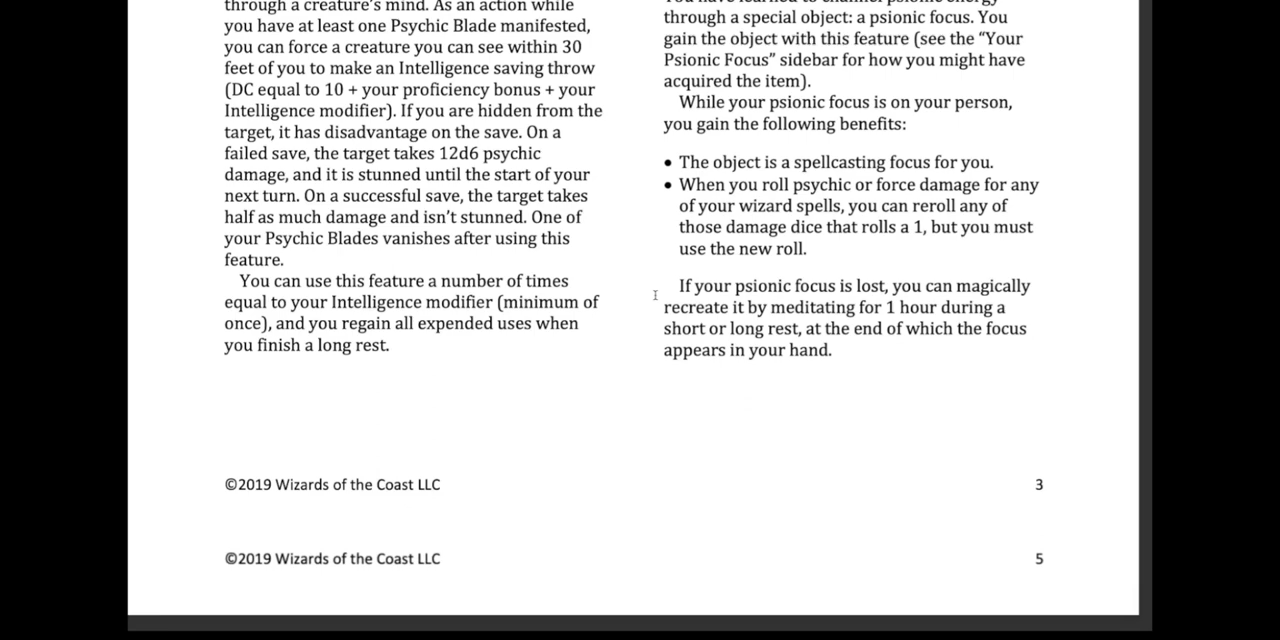 through a creature's mind. As an action while
you have at least one Psychic Blade manifested,
you can force a creature you can see within 30
feet of you to make an Intelligence saving throw
(DC equal to 10 + your proficiency bonus + your
Intelligence modifier). If you are hidden from the
target, it has disadvantage on the save. On a
failed save, the target takes 12d6 psychic
damage, and it is stunned until the start of your
next turn. On a successful save, the target takes
half as much damage and isn't stunned. One of
your Psychic Blades vanishes after using this
feature.
You can use this feature a number of times
equal to your Intelligence modifier (minimum of
once), and you regain all expended uses when
you finish a long rest.
You have learned to channel psionic energy
through a special object: a psionic focus. You
gain the object with this feature (see the “Your
Psionic Focus” sidebar for how you might have
acquired the item).
While your psionic focus is on your person,
you gain the following benefits:
• The object is a spellcasting focus for you.
• When you roll psychic or force damage for any
of your wizard spells, you can reroll any of
those damage dice that rolls a 1, but you must
use the new roll.
If your psionic focus is lost, you can magically
recreate it by meditating for 1 hour during a
short or long rest, at the end of which the focus
appears in your hand.
©2019 Wizards of the Coast LLC
3
©2019 Wizards of the Coast LLC
5